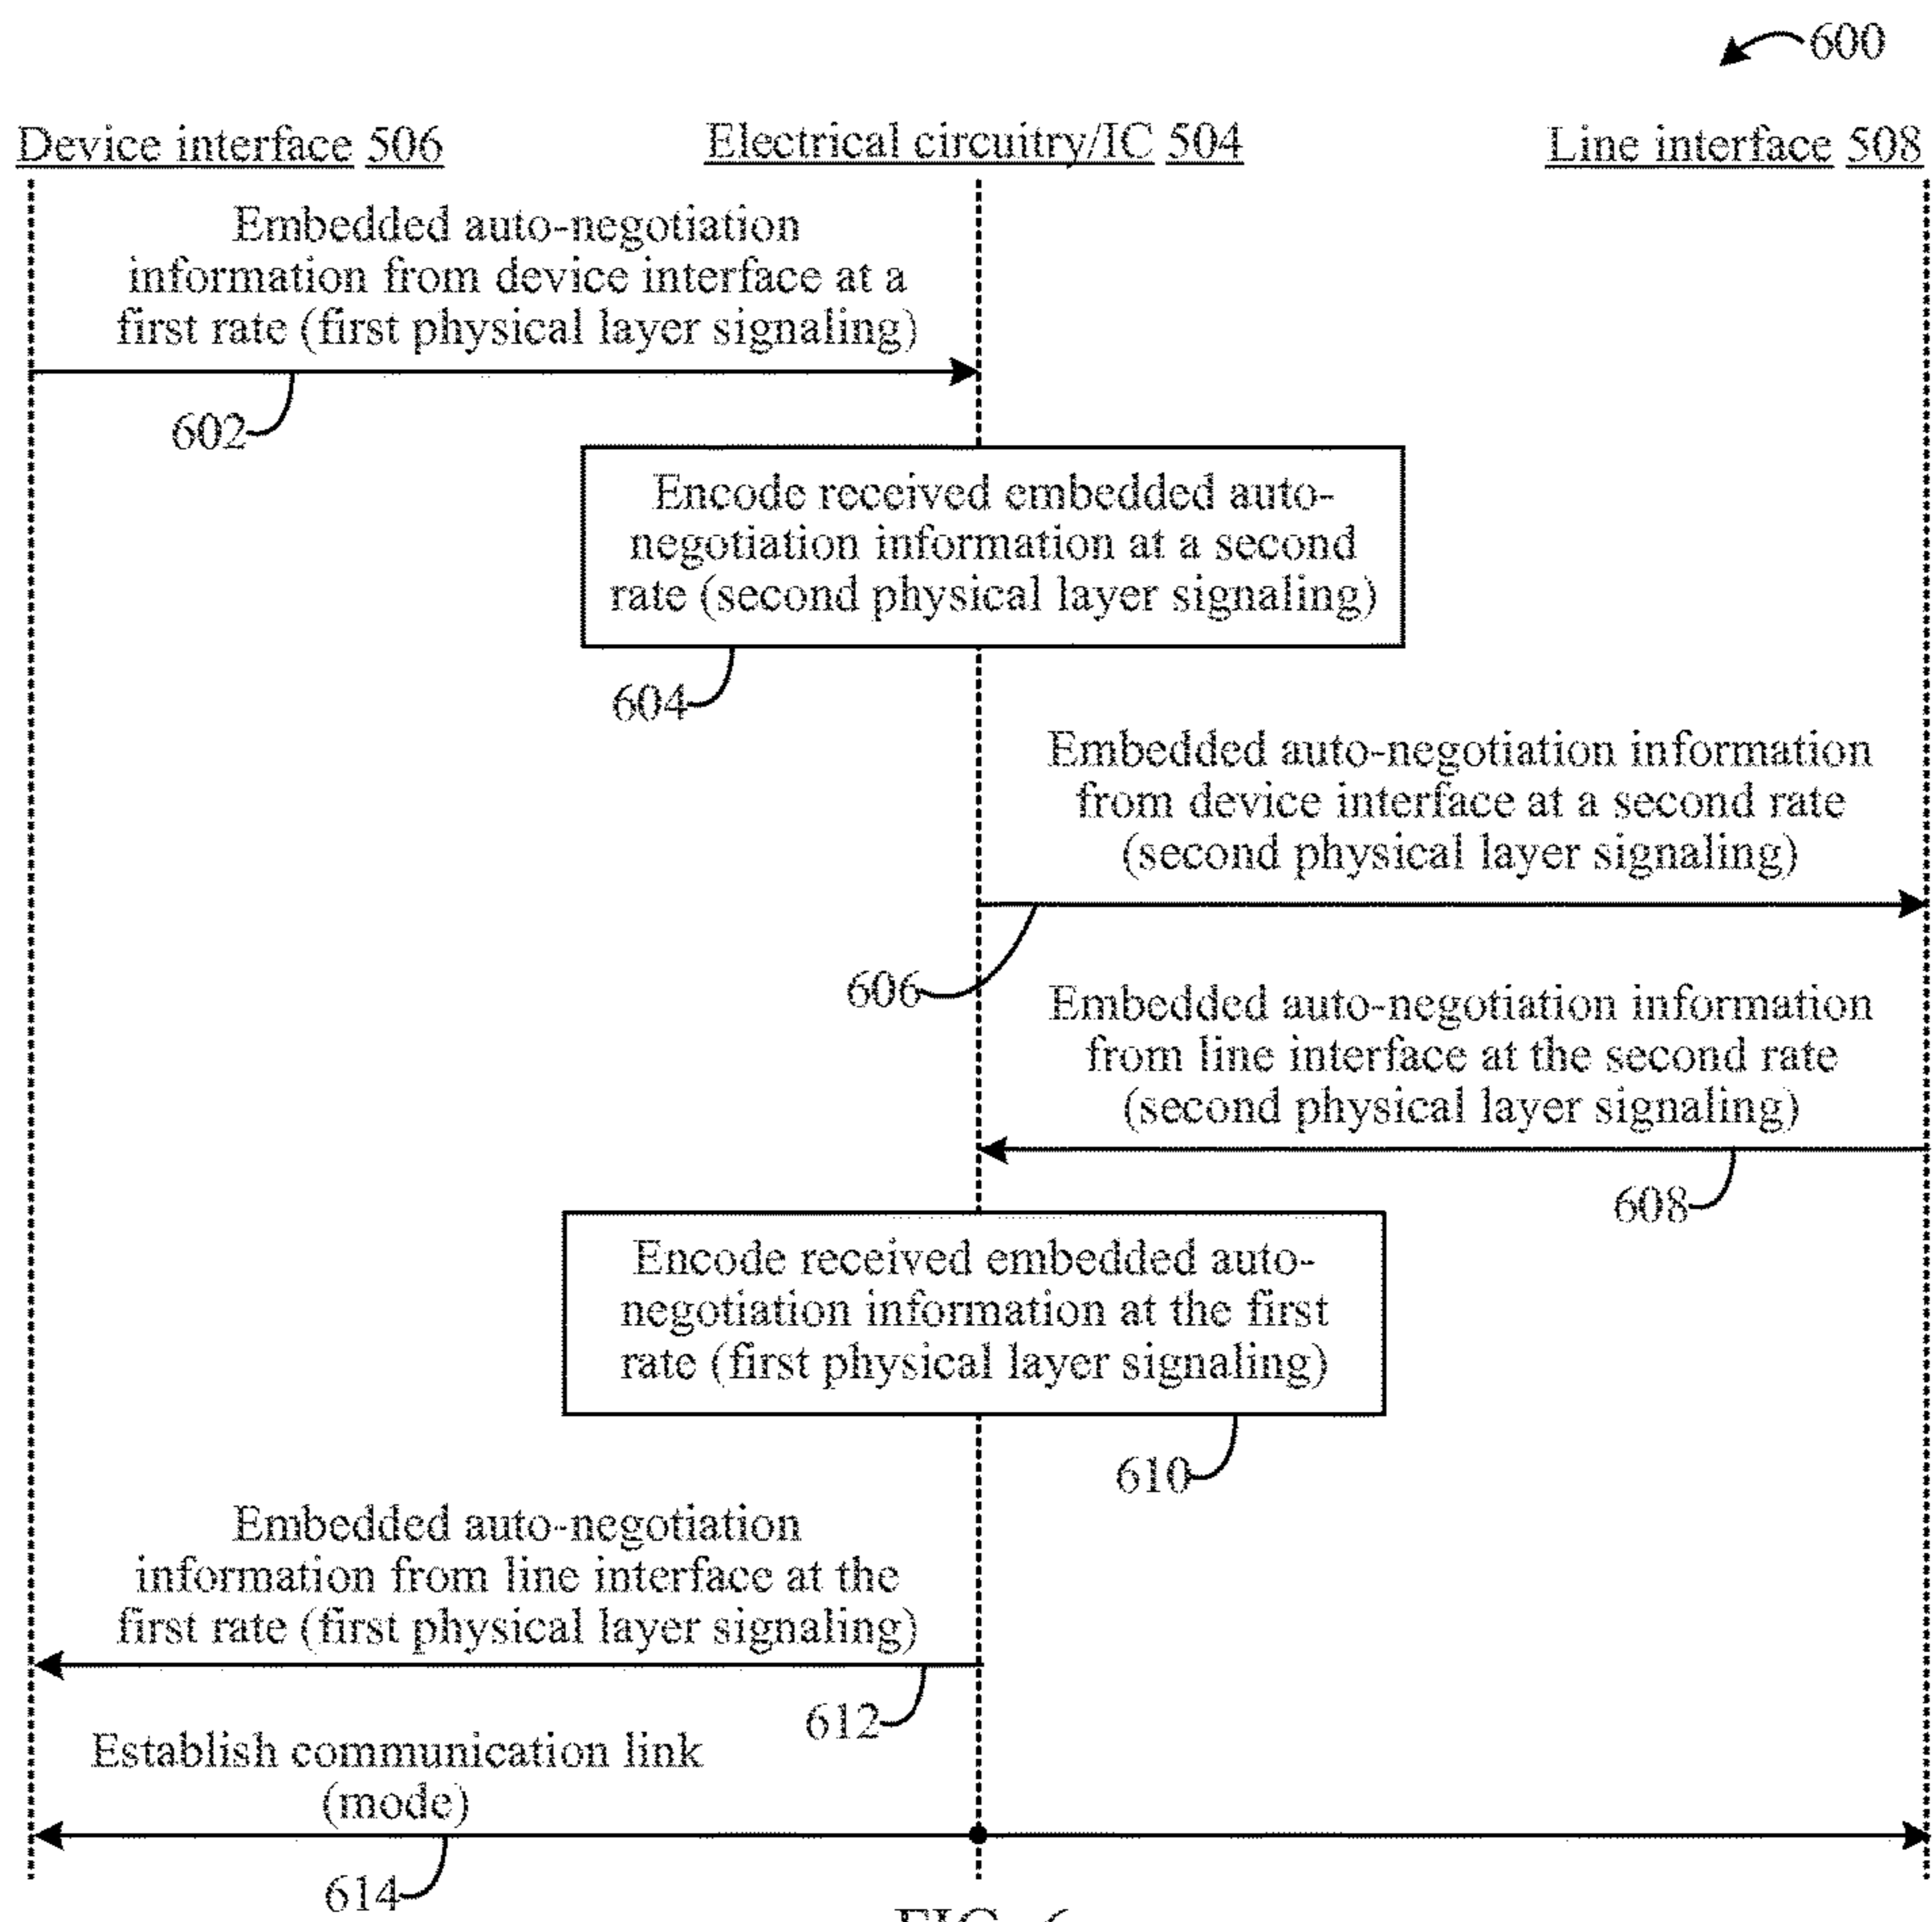 600
Device interface 506
Electrical circuitry/IC 504
Line interface 508
Embedded auto-negotiation
information from device interface at a
first rate (first physical layer signaling)
602
Encode received embedded auto-
negotiation information at a second
rate (second physical layer signaling)
604
Embedded auto-negotiation information
from device interface at a second rate
(second physical layer signaling)
606
Embedded auto-negotiation information
from line interface at the second rate
(second physical layer signaling)
608
Encode received embedded auto-
negotiation information at the first
rate (first physical layer signaling)
610
Embedded auto-negotiation
information from line interface at the
first rate (first physical layer signaling)
612
Establish communication link
(mode)
614
FIG. 6